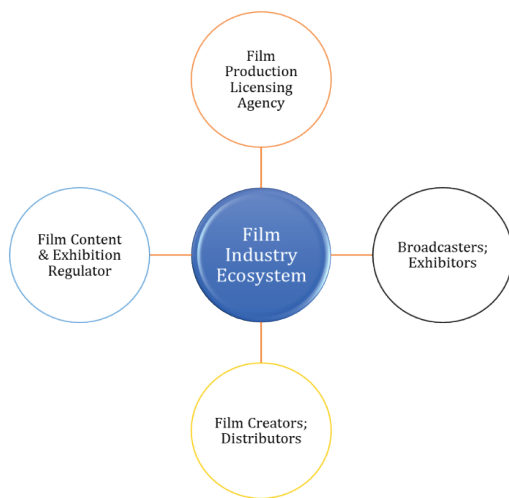 Film
Production
Licensing
Agency
Film Content
& Exhibition
Regulator
Film
Industry
Ecosystem
Broadcasters;
Exhibitors
Film Creators;
Distributors